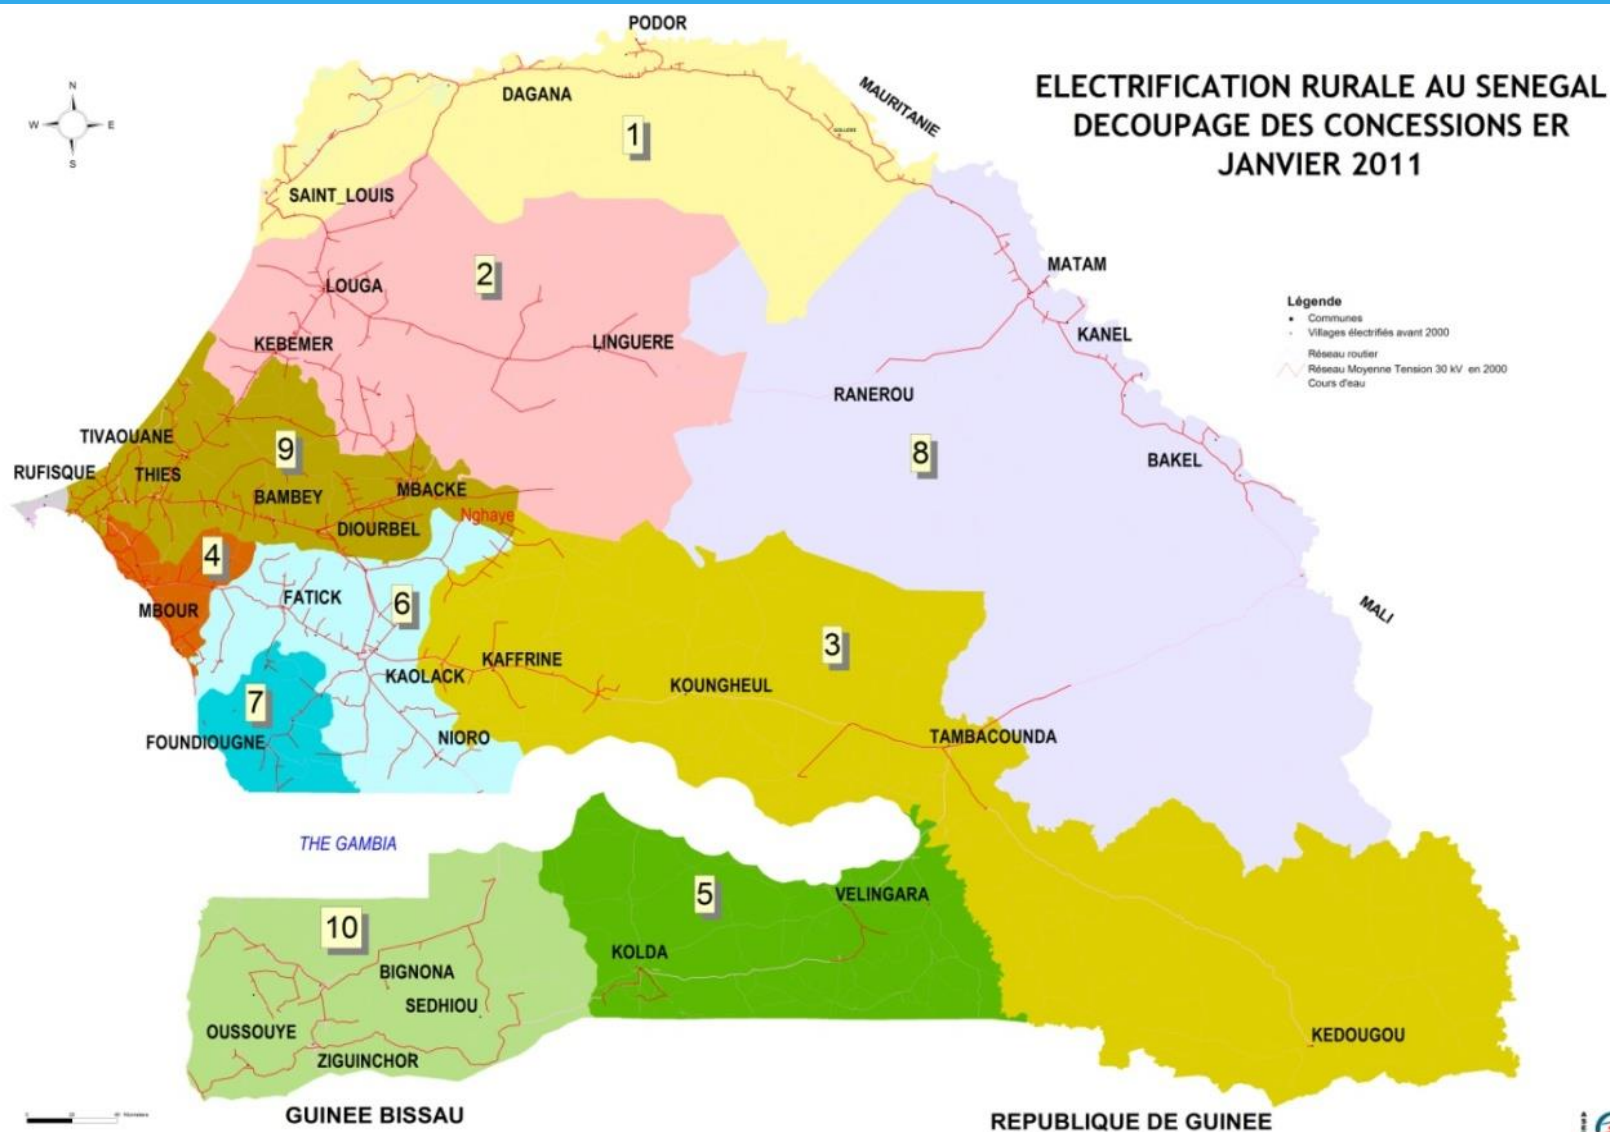 PODOR
ELECTRIFICATION RURALE AU SENEGAL
DECOUPAGE DES CONCESSIONS ER
JANVIER 2011
N
W
E
S
DAGANA
MAURITANIE
1
SAINT_LOUIS
2
MATAM
LOUGA
Légende
Communes
Villages électrifiés avant 2000
Réseau routier
Réseau Moyenne Tension 30 kV en 2000
Cours d'eau
KEBEMER
LINGUERE
KANEL
RANEROU
TIVAOUANE
9
8
RUFISQUE
THIES
BAMBEY
MBACKE
BAKEL
Nghaye
DIOURBEL
4
MBOUR
FATICK
6
MALI
3
KAFFRINE
KAOLACK
KOUNGHEUL
7
FOUNDIOUGNE
NIORO
TAMBACOUNDA
THE GAMBIA
5
VELINGARA
10
KOLDA
BIGNONA
SEDHIOU
OUSSOUYE
ZIGUINCHOR
KEDOUGOU
GUINEE BISSAU
REPUBLIQUE DE GUINEE